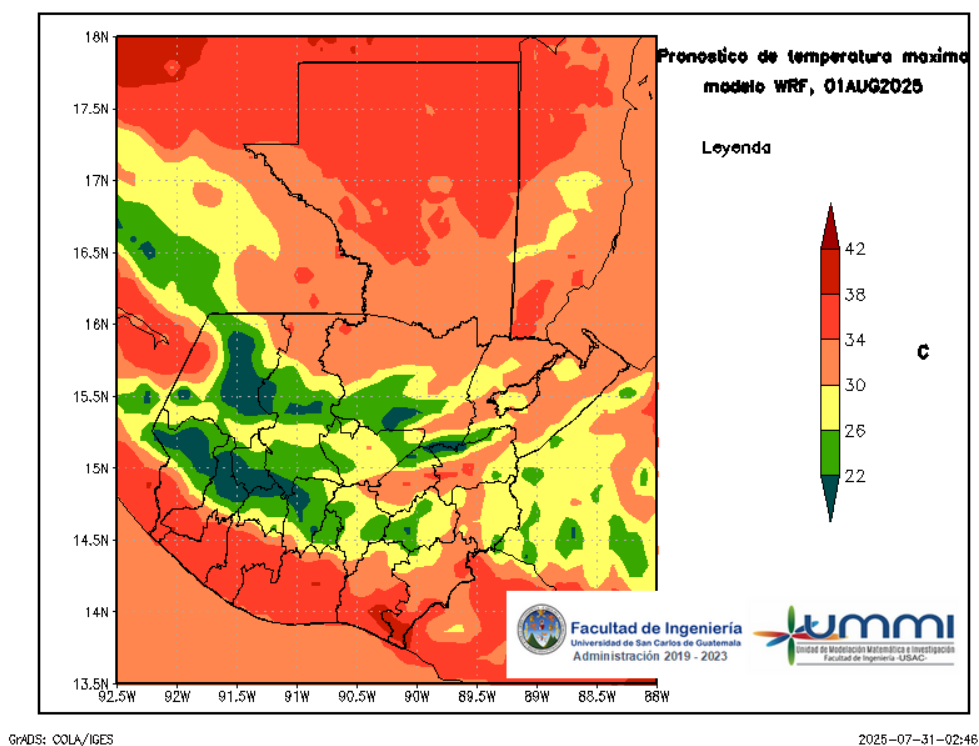 Pronostico de temperatura maxima
modelo WRF, 01AUG2025
Leyenda
42
38
34
30
26
22
C
18N
17.5N
17N
16.5N
16N
15.5N
15N
14.5N
14N
13.5N
92.5W 92W 91.5W 91W 90.5W 90W 89.5W 89W 88.5W 88W
Facultad de Ingeniería
Universidad de San Carlos de Guatemala
Administración 2019 - 2023
ummi
Unidad de Modelación Matemática e Investigación
Facultad de Ingeniería -USAC-
GrADS: COLA/IGES
2025-07-31-02:46